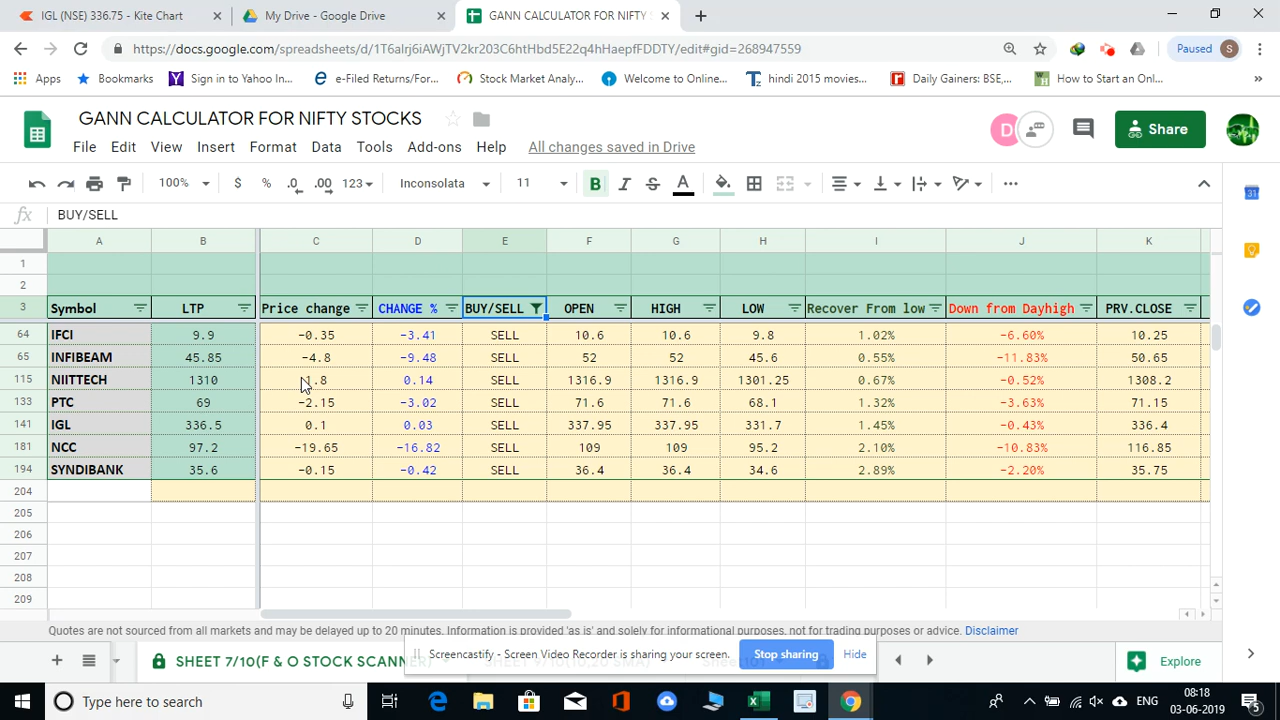 IGL (NSE) 336.75 - Kite Chart
My Drive - Google Drive
GANN CALCULATOR FOR NIFTY
https://docs.google.com/spreadsheets/d/1T6alrj6iAWjTV2kr203C6htHbd5E22q4hHaepfFDDTY/edit#gid=268947559
Paused S
Apps Bookmarks Sign in to Yahoo In... e-Filed Returns/For... Stock Market Analy... Welcome to Online... hindi 2015 movies... Daily Gainers: BSE,... How to Start an Onl...
GANN CALCULATOR FOR NIFTY STOCKS
D Share
File Edit View Insert Format Data Tools Add-ons Help All changes saved in Drive
100% $ % .0 .00 123 Inconsolata 11 B I S A
fx BUY/SELL
A B C D E F G H I J K
1
2
3 Symbol LTP Price change CHANGE % BUY/SELL OPEN HIGH LOW Recover From low Down from Dayhigh PRV.CLOSE
64 IFCI 9.9 -0.35 -3.41 SELL 10.6 10.6 9.8 1.02% -6.60% 10.25
65 INFIBEAM 45.85 -4.8 -9.48 SELL 52 52 45.6 0.55% -11.83% 50.65
115 NIITTECH 1310 1.8 0.14 SELL 1316.9 1316.9 1301.25 0.67% -0.52% 1308.2
133 PTC 69 -2.15 -3.02 SELL 71.6 71.6 68.1 1.32% -3.63% 71.15
141 IGL 336.5 0.1 0.03 SELL 337.95 337.95 331.7 1.45% -0.43% 336.4
181 NCC 97.2 -19.65 -16.82 SELL 109 109 95.2 2.10% -10.83% 116.85
194 SYNDIBANK 35.6 -0.15 -0.42 SELL 36.4 36.4 34.6 2.89% -2.20% 35.75
204
205
206
207
208
209
Quotes are not sourced from all markets and may be delayed up to 20 minutes. Information is provided 'as is' and solely for informational purposes, not for trading purposes or advice. Disclaimer
SHEET 7/10(F & O STOCK SCANNER)
Screencastify - Screen Video Recorder is sharing your screen. Stop sharing Hide
Explore
Type here to search
ENG
08:18
03-06-2019
5